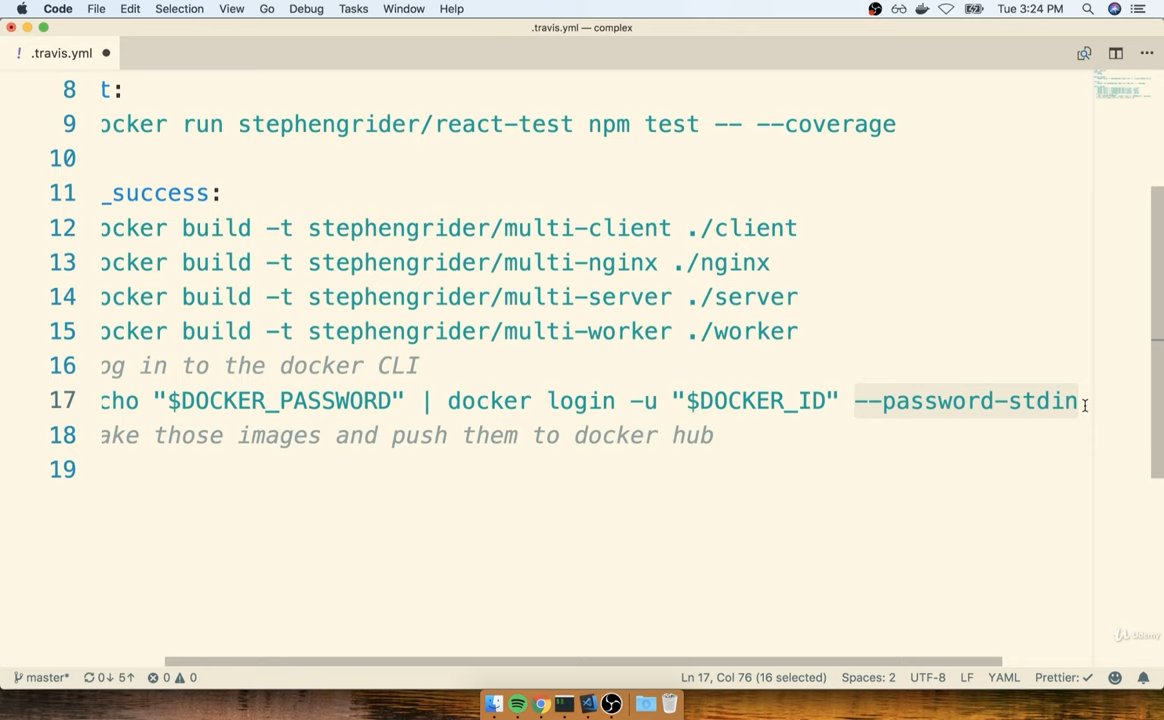 Code File Edit Selection View Go Debug Tasks Window Help Tue 3:24 PM
.travis.yml — complex
! .travis.yml
8 t:
9 ocker run stephengrider/react-test npm test -- --coverage
10
11 _success:
12 ocker build -t stephengrider/multi-client ./client
13 ocker build -t stephengrider/multi-nginx ./nginx
14 ocker build -t stephengrider/multi-server ./server
15 ocker build -t stephengrider/multi-worker ./worker
16 og in to the docker CLI
17 cho "$DOCKER_PASSWORD" | docker login -u "$DOCKER_ID" --password-stdin
18 ake those images and push them to docker hub
19
Udemy
master* 0↓ 5↑ 0 0 Ln 17, Col 76 (16 selected) Spaces: 2 UTF-8 LF YAML Prettier: ✓